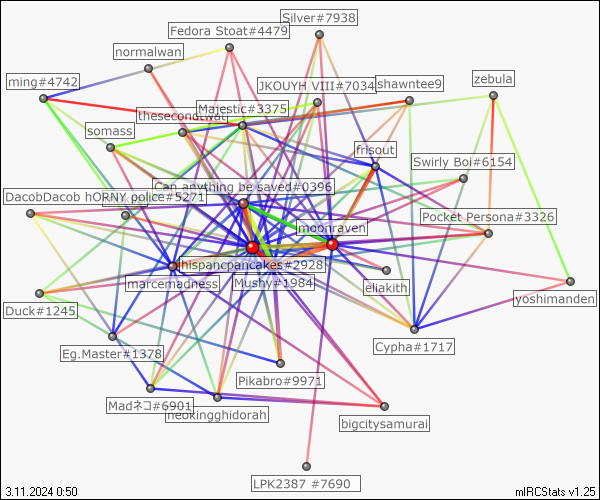 Silver#7938
Fedora Stoat#4479
normalwan
ming#4742
JKOUYH VIII#7034
shawntee9
zebula
Majestic#3375
thesecondtwat
somass
frisout
Swirly Boi#6154
Can anything be saved#0396
DacobDacob hORNY police#5271
Pocket Persona#3326
moonraven
hispancpancakes#2928
marcemadness
Mushy#1984
eliakith
yoshimanden
Duck#1245
Cypha#1717
Eg.Master#1378
Pikabro#9971
Madネコ#6901
neokingghidorah
bigcitysamurai
LPK2387 #7690
3.11.2024 0:50
mIRCStats v1.25